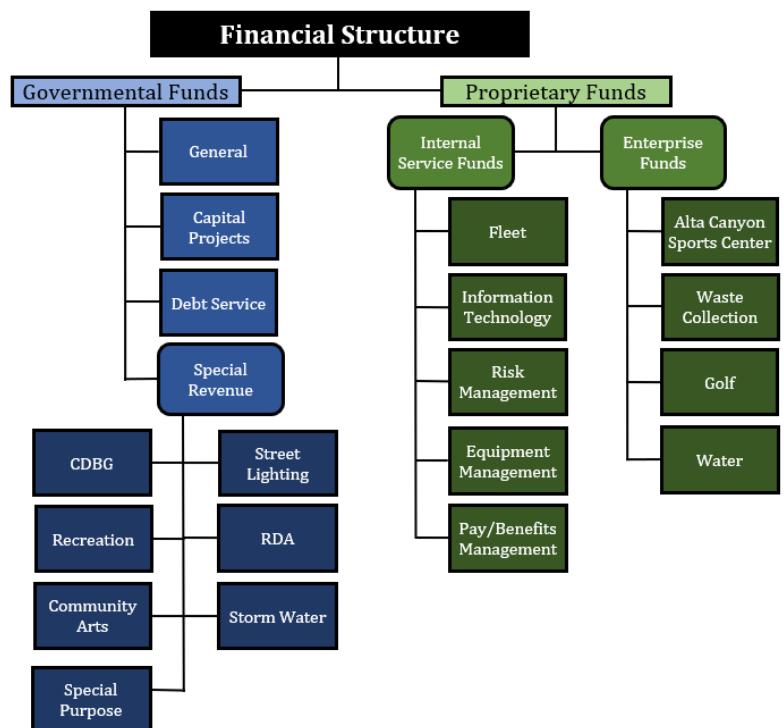 Financial Structure
Governmental Funds
Proprietary Funds
General
Capital
Projects
Debt Service
Special
Revenue
CDBG
Street
Lighting
Recreation
RDA
Community
Arts
Storm Water
Special
Purpose
Internal
Service Funds
Fleet
Information
Technology
Risk
Management
Equipment
Management
Pay/Benefits
Management
Enterprise
Funds
Alta Canyon
Sports Center
Waste
Collection
Golf
Water